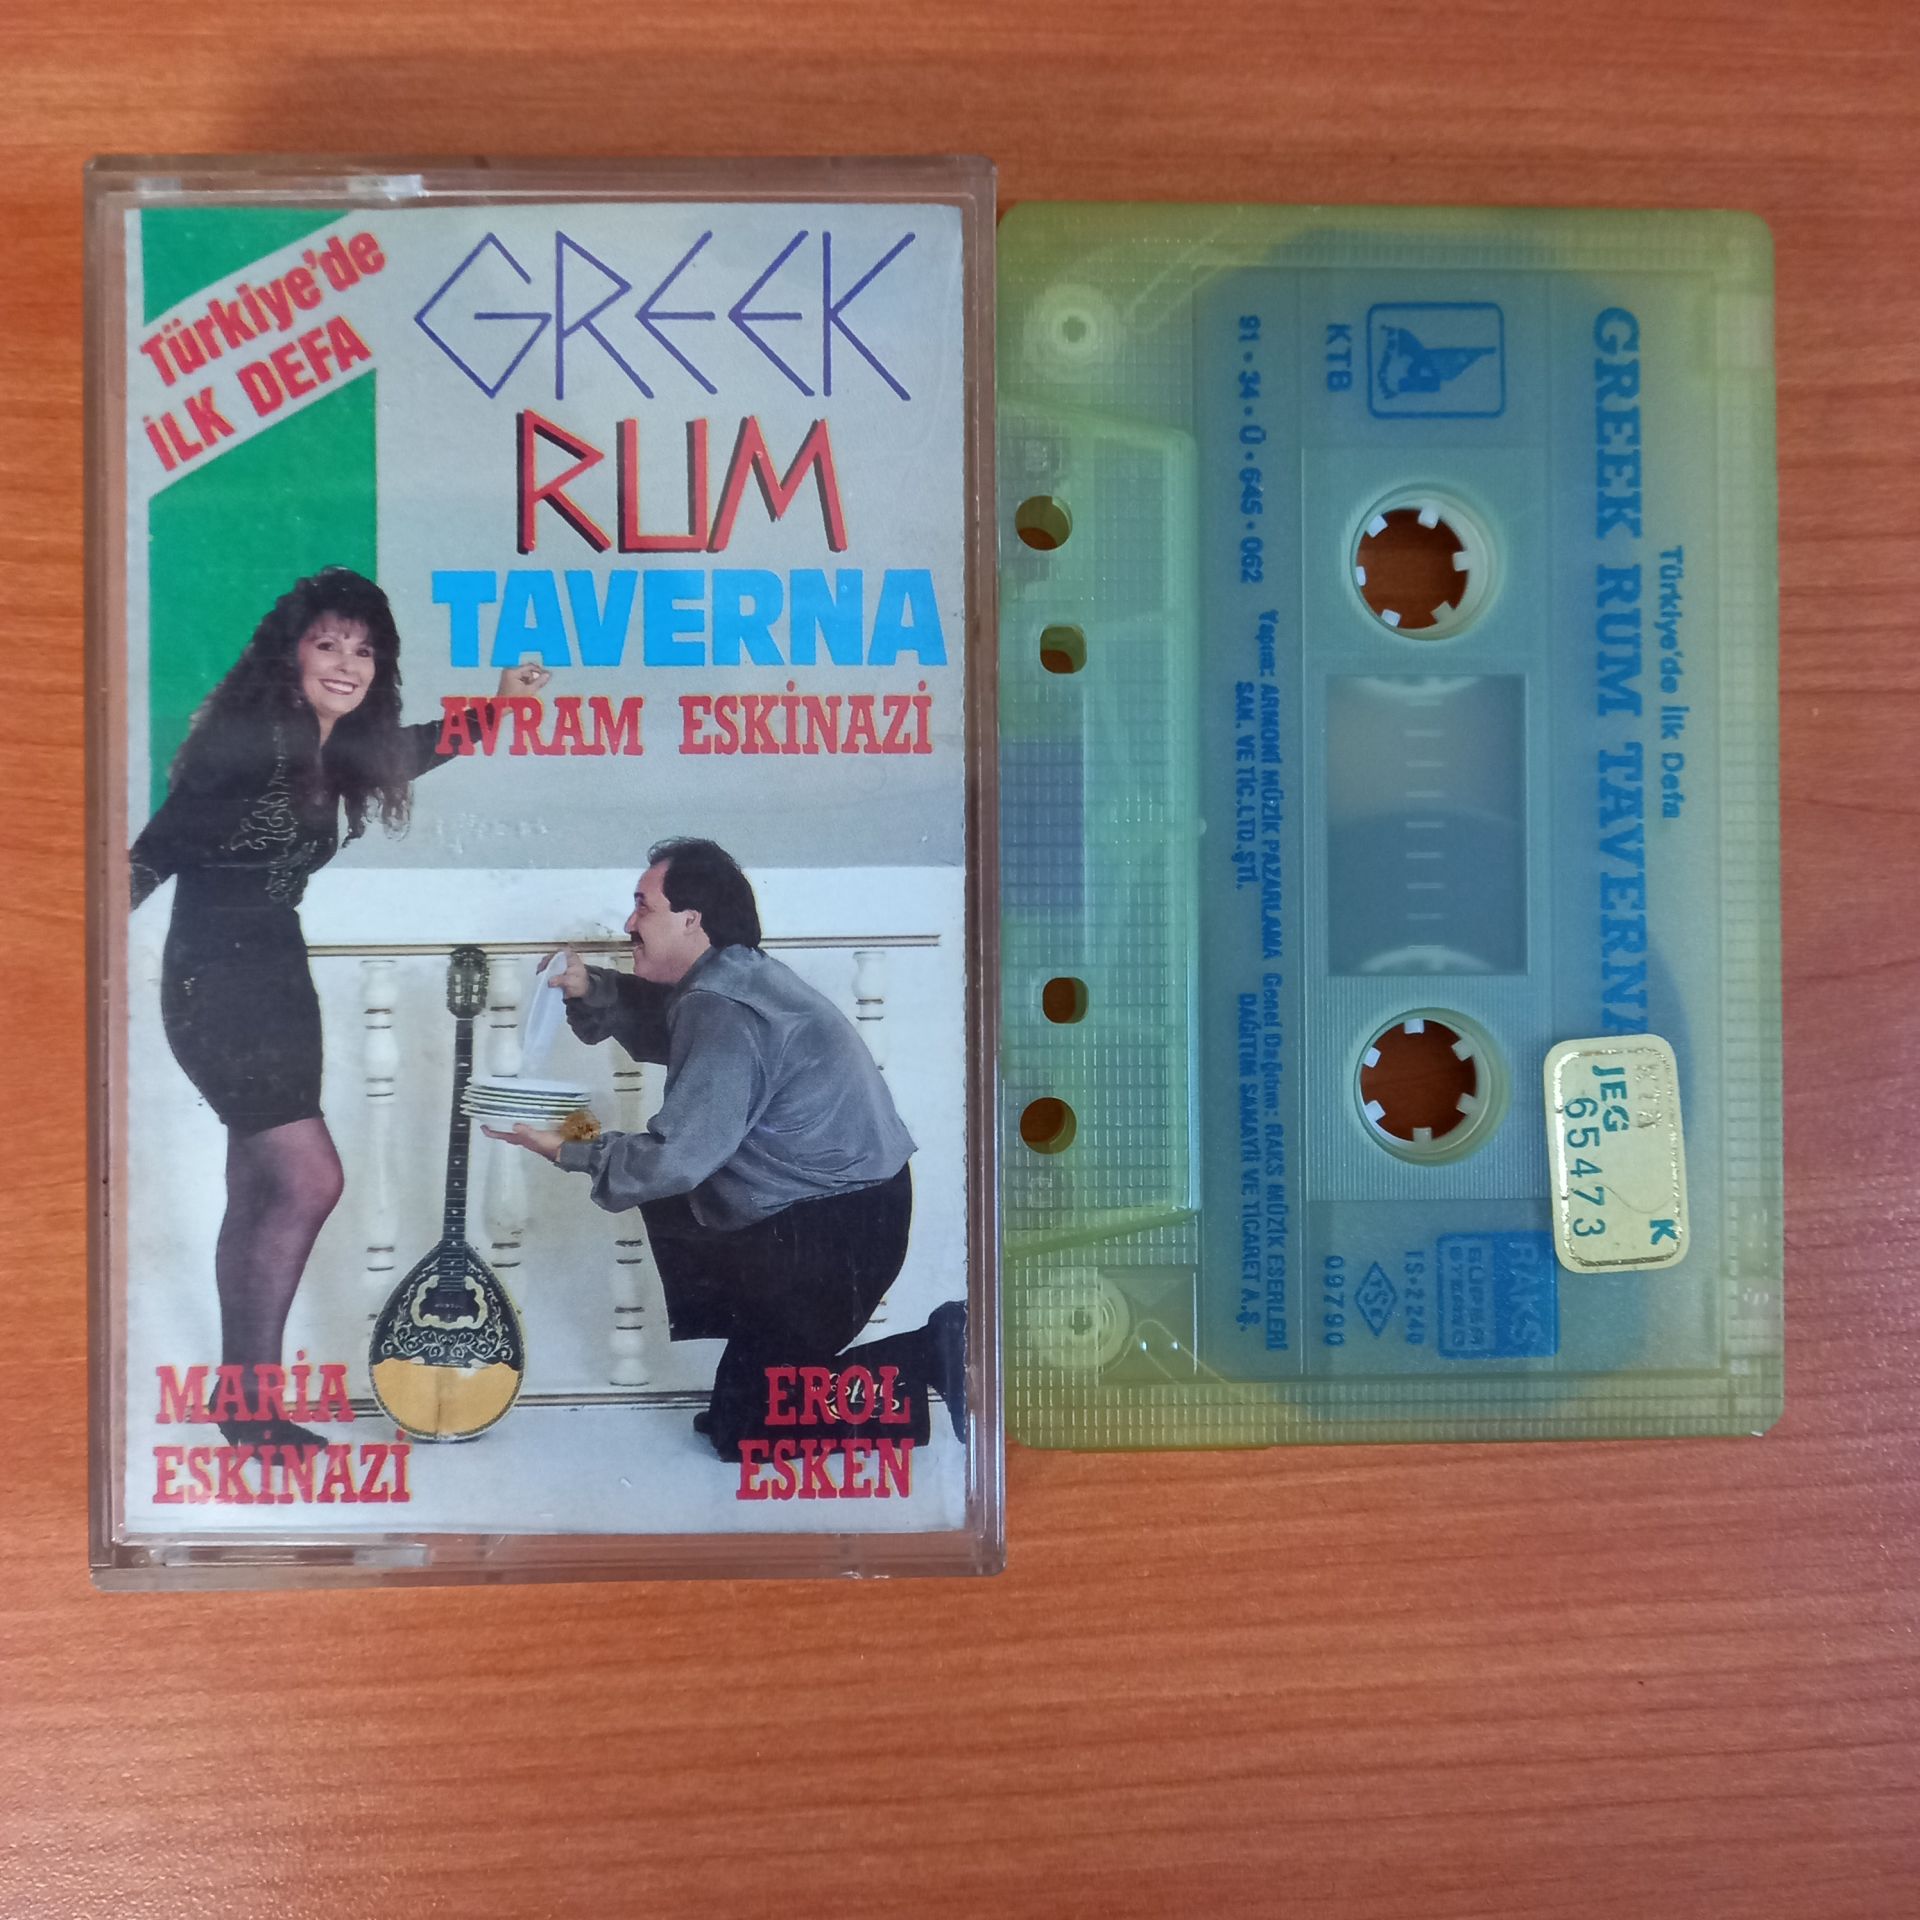 Türkiye'de
İLK DEFA
GREEK
RUM
TAVERNA
AVRAM ESKİNAZİ
MARİA
ESKİNAZİ
EROL
ESKEN
Türkiye'de İlk Defa
GREEK RUM TAVERNA
KTB
91·34·Ü·645·062
Yapım: ARMONİ MÜZİK PAZARLAMA
SAN. VE TİC.LTD.ŞTİ.
Genel Dağıtım: RAKS MÜZİK ESERLERİ
DAĞITIM SANAYİİ VE TİCARET A.Ş.
RAKS
TS·2240
TSE
09790
JEG K
65473